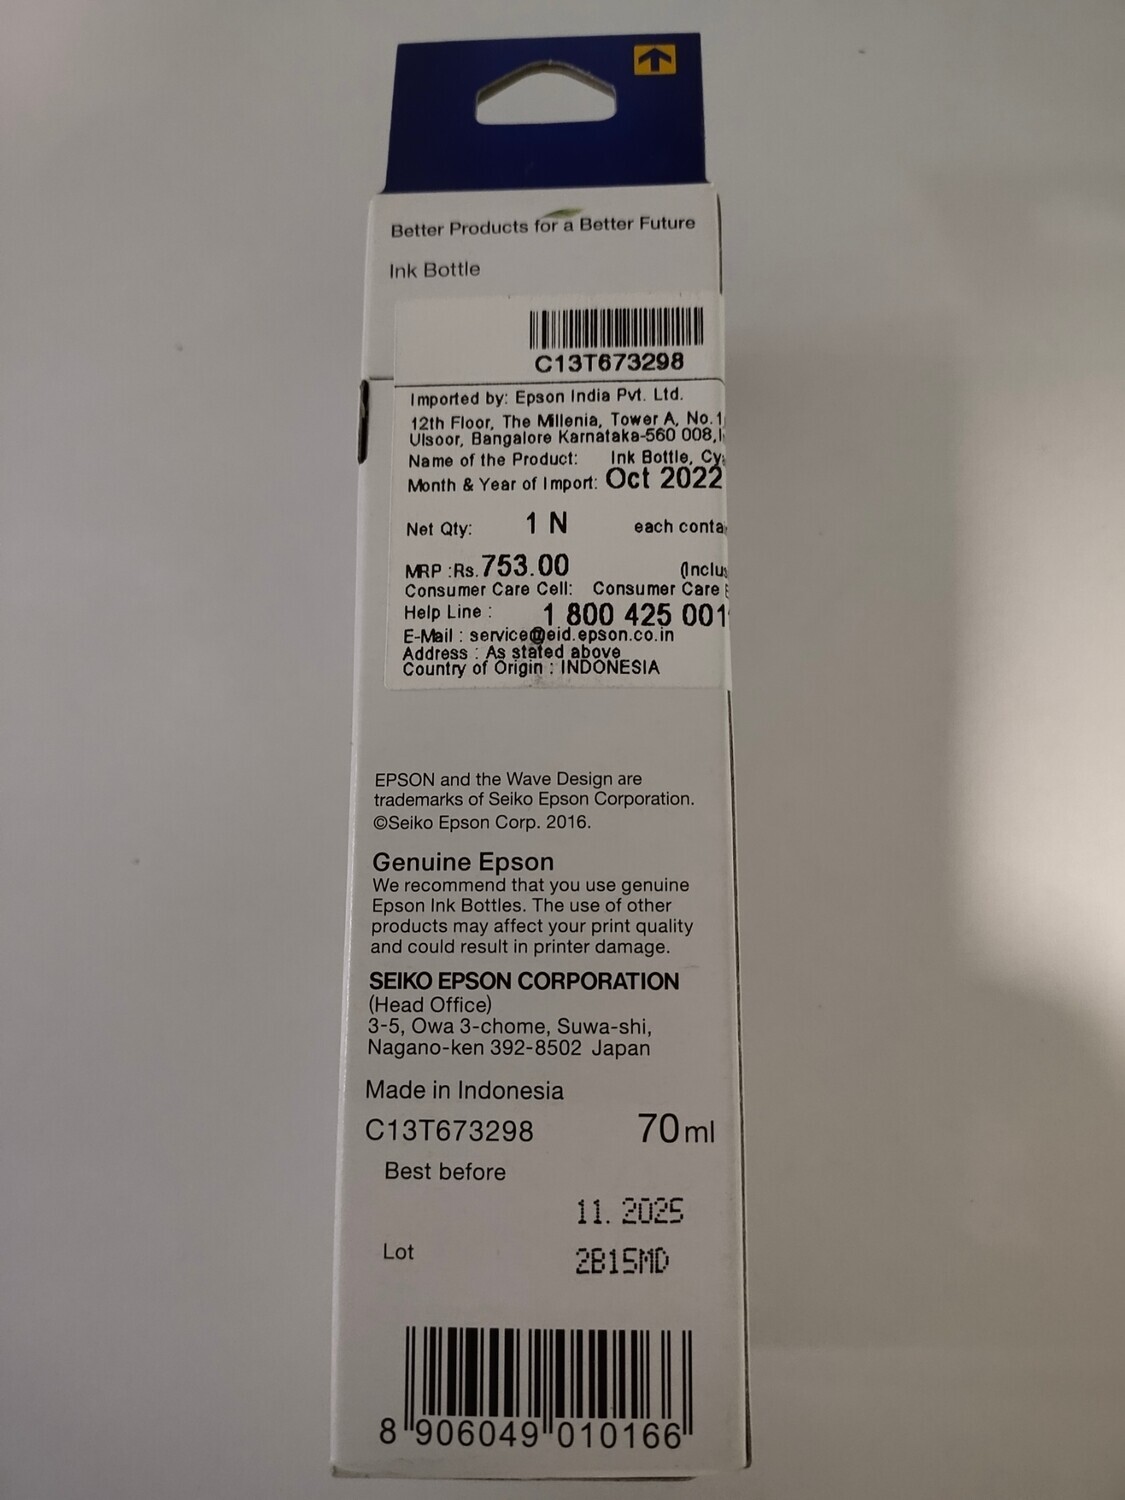 Better Products for a Better Future
Ink Bottle
C13T673298
Imported by: Epson India Pvt. Ltd.
12th Floor, The Millenia, Tower A, No.1
Ulsoor, Bangalore Karnataka-560 008,
Name of the Product: Ink Bottle,
Month & Year of Import: Oct 2022
Net Qty: 1 N each
MRP :Rs.753.00
Consumer Care Cell: Consumer Care
Help Line : 1 800 425 001
E-Mail : service@eid.epson.co.in
Address : As stated above
Country of Origin : INDONESIA
EPSON and the Wave Design are
trademarks of Seiko Epson Corporation.
©Seiko Epson Corp. 2016.
Genuine Epson
We recommend that you use genuine
Epson Ink Bottles. The use of other
products may affect your print quality
and could result in printer damage.
SEIKO EPSON CORPORATION
(Head Office)
3-5, Owa 3-chome, Suwa-shi,
Nagano-ken 392-8502 Japan
Made in Indonesia
C13T673298 70 ml
Best before
11. 2025
Lot 2B15MD
8 906049 010166